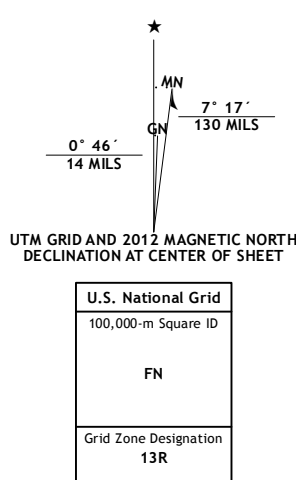 ★
MN
7° 17´
130 MILS
GN
0° 46´
14 MILS
UTM GRID AND 2012 MAGNETIC NORTH
DECLINATION AT CENTER OF SHEET
U.S. National Grid
100,000-m Square ID
FN
Grid Zone Designation
13R